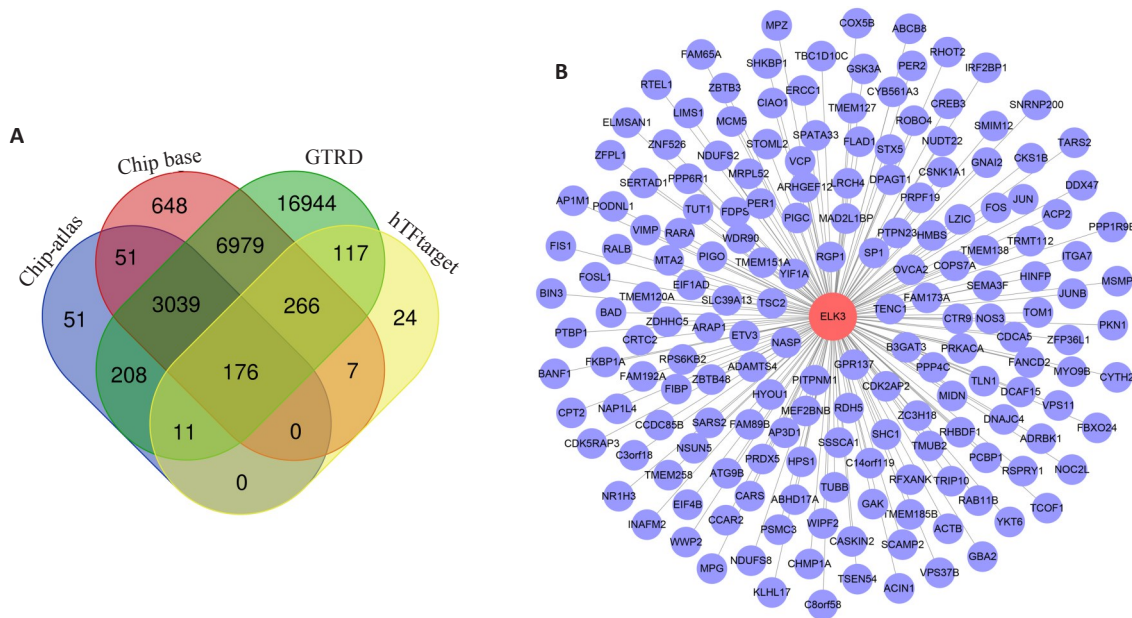 A
Chip base
GTRD
Chip-atlas
hTFtarget
648
16944
51
6979
117
51
3039
266
24
208
176
7
11
0
0
B
MPZ
COX5B
ABCB8
FAM65A
SHKBP1
TBC1D10C
GSK3A
PER2
RHOT2
IRF2BP1
RTEL1
ZBTB3
CIAO1
ERCC1
TMEM127
CYB561A3
CREB3
SNRNP200
ELMSAN1
LIMS1
MCM5
STOML2
SPATA33
FLAD1
ROBO4
SMIM12
ZFPL1
ZNF526
NDUFS2
VCP
STX5
NUDT22
GNAI2
CKS1B
TARS2
SERTAD1
PPP6R1
MRPL52
ARHGEF12
LRCH4
DPAGT1
CSNK1A1
DDX47
AP1M1
PODNL1
TUT1
FDPS
PER1
PIGC
MAD2L1BP
PRPF19
LZIC
FOS
JUN
ACP2
PPP1R9B
FIS1
RALB
VIMP
RARA
WDR90
RGP1
SP1
PTPN23
HMBS
TMEM138
TRMT112
ITGA7
MTA2
PIGO
TMEM151A
YIF1A
OVCA2
COPS7A
FOSL1
EIF1AD
SEMA3F
HINFP
MSMP
BIN3
TMEM120A
SLC39A13
TSC2
TENC1
FAM173A
JUNB
BAD
ZDHHC5
ELK3
CTR9
NOS3
TOM1
PKN1
PTBP1
CRTC2
ARAP1
ETV3
NASP
CDCA5
ZFP36L1
BANF1
FKBP1A
RPS6KB2
ADAMTS4
GPR137
B3GAT3
PRKACA
FANCD2
MYO9B
CYTH2
FAM192A
FIBP
ZBTB48
PITPNM1
CDK2AP2
PPP4C
TLN1
DCAF15
CPT2
NAP1L4
HYOU1
MEF2BNB
RDH5
MIDN
VPS11
FBXO24
CDK5RAP3
CCDC85B
SARS2
FAM89B
AP3D1
ZC3H18
DNAJC4
ADRBK1
C3orf18
NSUN5
SSSCA1
SHC1
TMUB2
RHBDF1
PCBP1
NOC2L
TMEM258
PRDX5
HPS1
C14orf119
RSPRY1
NR1H3
ATG9B
TUBB
RFXANK
TRIP10
TCOF1
EIF4B
CARS
ABHD17A
GAK
RAB11B
INAFM2
CCAR2
PSMC3
WIPF2
TMEM185B
ACTB
YKT6
WWP2
CASKIN2
SCAMP2
GBA2
MPG
NDUFS8
CHMP1A
TSEN54
VPS37B
KLHL17
ACIN1
C8orf58